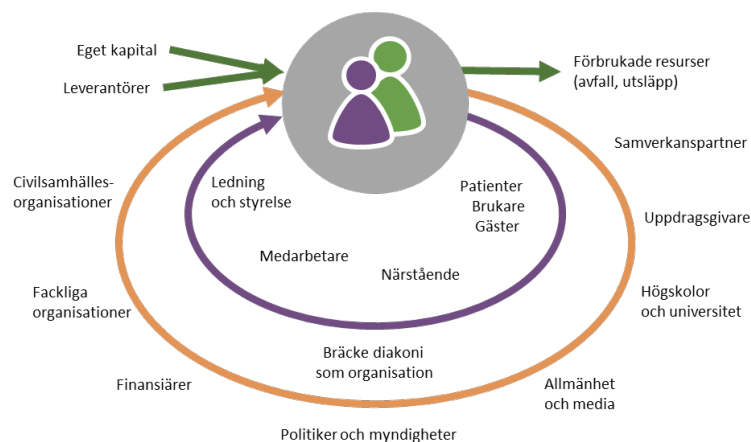 Eget kapital
Leverantörer
Förbrukade resurser
(avfall, utsläpp)
Samverkanspartner
Civilsamhälles-
organisationer
Ledning
och styrelse
Patienter
Brukare
Gäster
Uppdragsgivare
Medarbetare
Närstående
Fackliga
organisationer
Högskolor
och universitet
Bräcke diakoni
som organisation
Finansiärer
Allmänhet
och media
Politiker och myndigheter